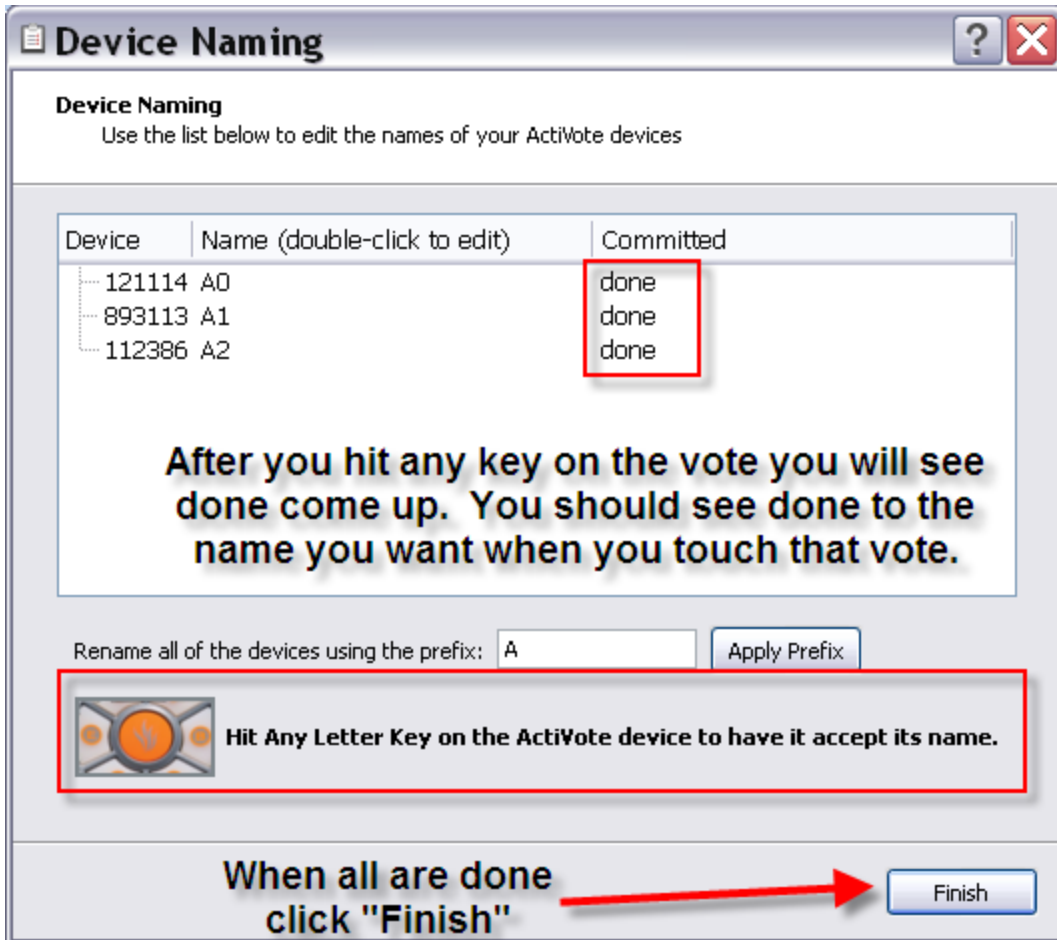 Device Naming
?
Device Naming
Use the list below to edit the names of your ActiVote devices
Device Name (double-click to edit) Committed
121114 A0 done
893113 A1 done
112386 A2 done
After you hit any key on the vote you will see
done come up. You should see done to the
name you want when you touch that vote.
Rename all of the devices using the prefix: A Apply Prefix
Hit Any Letter Key on the ActiVote device to have it accept its name.
When all are done
click "Finish"
Finish